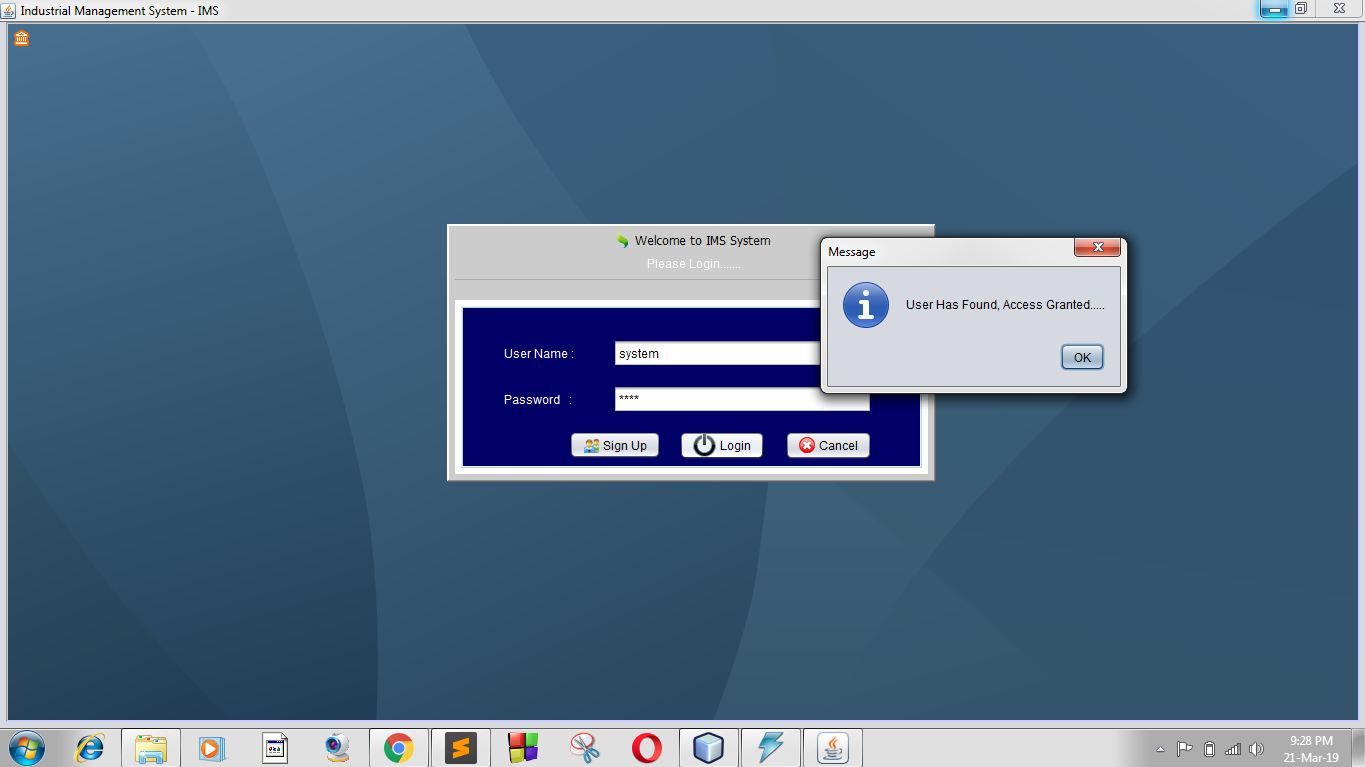 Industrial Management System - IMS
Welcome to IMS System
Please Login.......
Message
User Has Found, Access Granted.....
OK
User Name :
system
Password :
****
Sign Up
Login
Cancel
9:28 PM
21-Mar-19